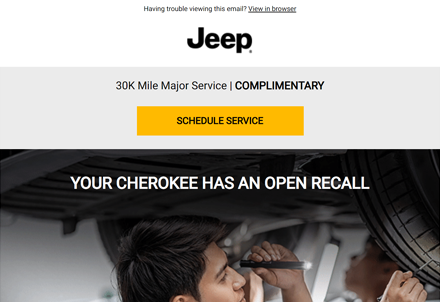 Having trouble viewing this email? View in browser
Jeep
30K Mile Major Service | COMPLIMENTARY
SCHEDULE SERVICE
YOUR CHEROKEE HAS AN OPEN RECALL